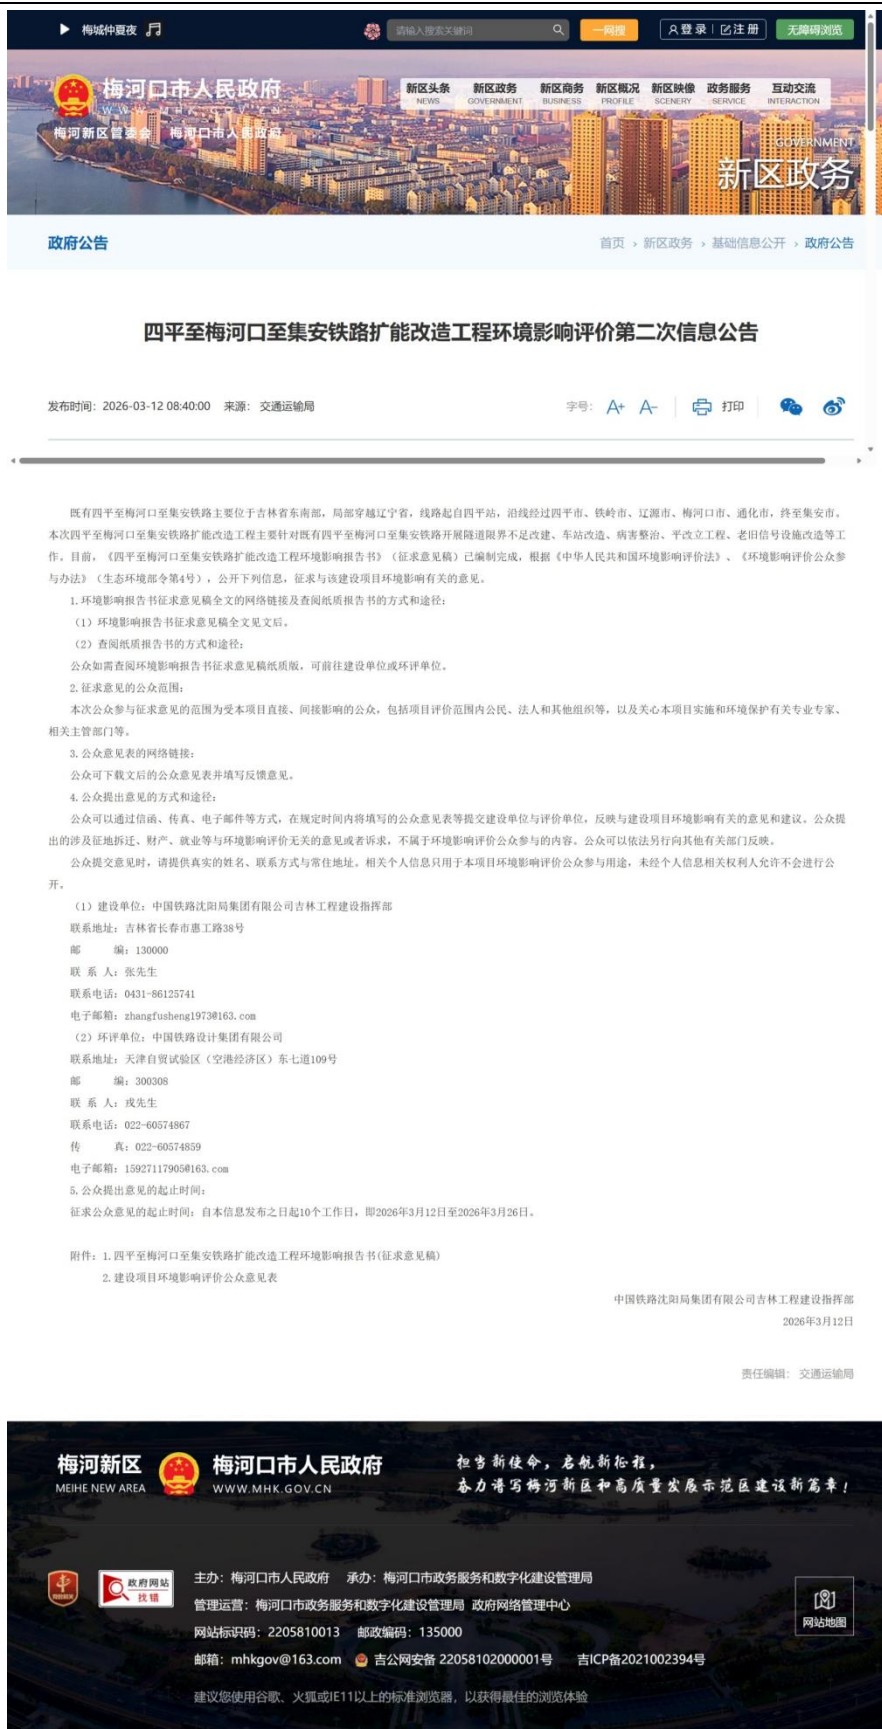 梅城仲夏夜
请输入搜索关键词
一网搜
登录
注册
无障碍浏览
梅河口市人民政府
梅河新区管委会 梅河口市人民政府
新区头条 新区政务 新区商务 新区概况 新区映像 政务服务 互动交流
NEWS GOVERNMENT BUSINESS PROFILE SCENERY SERVICE INTERACTION
GOVERNMENT
新区政务
政府公告
首页 › 新区政务 › 基础信息公开 › 政府公告
四平至梅河口至集安铁路扩能改造工程环境影响评价第二次信息公告
发布时间：2026-03-12 08:40:00 来源： 交通运输局
字号： A+ A- 打印
既有四平至梅河口至集安铁路主要位于吉林省东南部，局部穿越辽宁省，线路起自四平站，沿线经过四平市、铁岭市、辽源市、梅河口市、通化市，终至集安市。
本次四平至梅河口至集安铁路扩能改造工程主要针对既有四平至梅河口至集安铁路开展隧道限界不足改建、车站改造、病害整治、平改立工程、老旧信号设施改造等工
作。目前，《四平至梅河口至集安铁路扩能改造工程环境影响报告书》（征求意见稿）已编制完成，根据《中华人民共和国环境影响评价法》、《环境影响评价公众参
与办法》（生态环境部令第4号），公开下列信息，征求与该建设项目环境影响有关的意见。
1.环境影响报告书征求意见稿全文的网络链接及查阅纸质报告书的方式和途径：
（1）环境影响报告书征求意见稿全文见文后。
（2）查阅纸质报告书的方式和途径：
公众如需查阅环境影响报告书征求意见稿纸质版，可前往建设单位或环评单位。
2.征求意见的公众范围：
本次公众参与征求意见的范围为受本项目直接、间接影响的公众，包括项目评价范围内公民、法人和其他组织等，以及关心本项目实施和环境保护有关专业专家、
相关主管部门等。
3.公众意见表的网络链接：
公众可下载文后的公众意见表并填写反馈意见。
4.公众提出意见的方式和途径：
公众可以通过信函、传真、电子邮件等方式，在规定时间内将填写的公众意见表等提交建设单位与评价单位，反映与建设项目环境影响有关的意见和建议。公众提
出的涉及征地拆迁、财产、就业等与环境影响评价无关的意见或者诉求，不属于环境影响评价公众参与的内容。公众可以依法另行向其他有关部门反映。
公众提交意见时，请提供真实的姓名、联系方式与常住地址。相关个人信息只用于本项目环境影响评价公众参与用途，未经个人信息相关权利人允许不会进行公
开。
（1）建设单位：中国铁路沈阳局集团有限公司吉林工程建设指挥部
联系地址：吉林省长春市惠工路38号
邮 编：130000
联 系 人：张先生
联系电话：0431-86125741
电子邮箱：zhangfusheng1973@163.com
（2）环评单位：中国铁路设计集团有限公司
联系地址：天津自贸试验区（空港经济区）东七道109号
邮 编：300308
联 系 人：戎先生
联系电话：022-60574867
传 真：022-60574859
电子邮箱：15927117905@163.com
5.公众提出意见的起止时间：
征求公众意见的起止时间：自本信息发布之日起10个工作日，即2026年3月12日至2026年3月26日。
附件：1.四平至梅河口至集安铁路扩能改造工程环境影响报告书(征求意见稿)
2.建设项目环境影响评价公众意见表
中国铁路沈阳局集团有限公司吉林工程建设指挥部
2026年3月12日
责任编辑： 交通运输局
梅河新区 梅河口市人民政府
MEIHE NEW AREA WWW.MHK.GOV.CN
担当新使命，启航新征程，
奋力谱写梅河新区和高质量发展示范区建设新篇章！
政府网站
找错
主办：梅河口市人民政府 承办：梅河口市政务服务和数字化建设管理局
管理运营：梅河口市政务服务和数字化建设管理局 政府网络管理中心
网站标识码：2205810013 邮政编码：135000
邮箱：mhkgov@163.com 吉公网安备 22058102000001号 吉ICP备2021002394号
建议您使用谷歌、火狐或IE11以上的标准浏览器，以获得最佳的浏览体验
网站地图